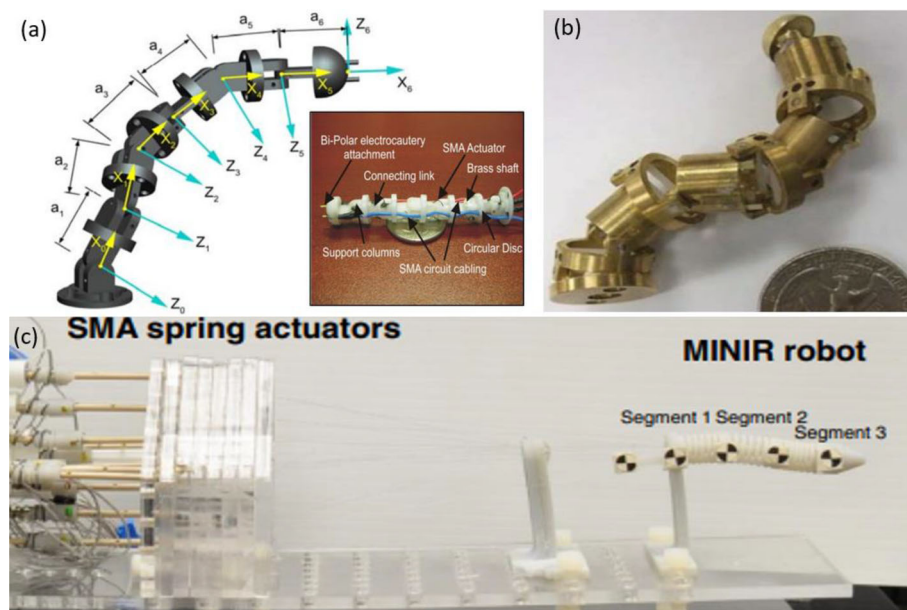 (a)
a₁
a₂
a₃
a₄
a₅
a₆
X₀
X₁
X₂
X₃
X₄
X₅
X₆
Z₀
Z₁
Z₂
Z₃
Z₄
Z₅
Z₆
Bi-Polar electrocautery
attachment
Connecting link
SMA Actuator
Brass shaft
Support columns
SMA circuit cabling
Circular Disc
(b)
(c)
SMA spring actuators
MINIR robot
Segment 1 Segment 2
Segment 3